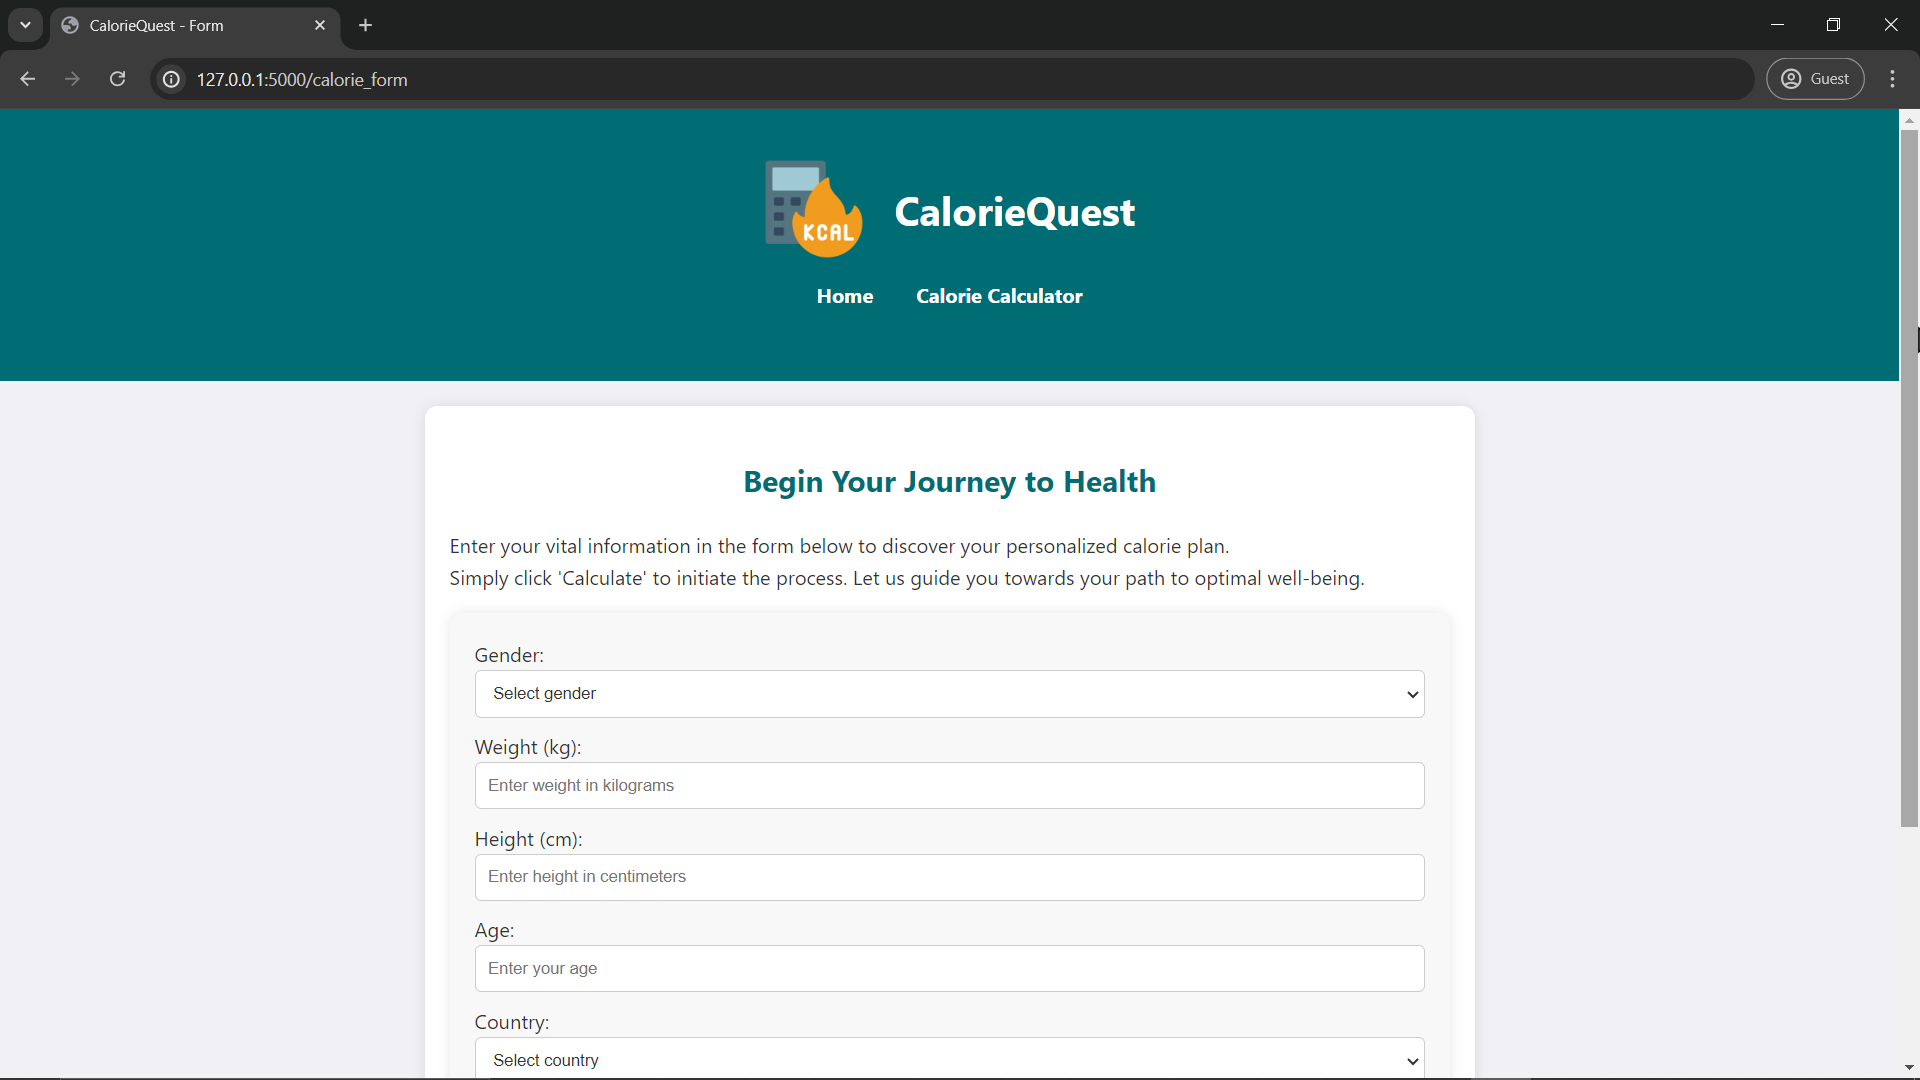 CalorieQuest - Form
127.0.0.1:5000/calorie_form
Guest
KCAL
CalorieQuest
Home Calorie Calculator
Begin Your Journey to Health
Enter your vital information in the form below to discover your personalized calorie plan.
Simply click 'Calculate' to initiate the process. Let us guide you towards your path to optimal well-being.
Gender:
Select gender
Weight (kg):
Enter weight in kilograms
Height (cm):
Enter height in centimeters
Age:
Enter your age
Country:
Select country